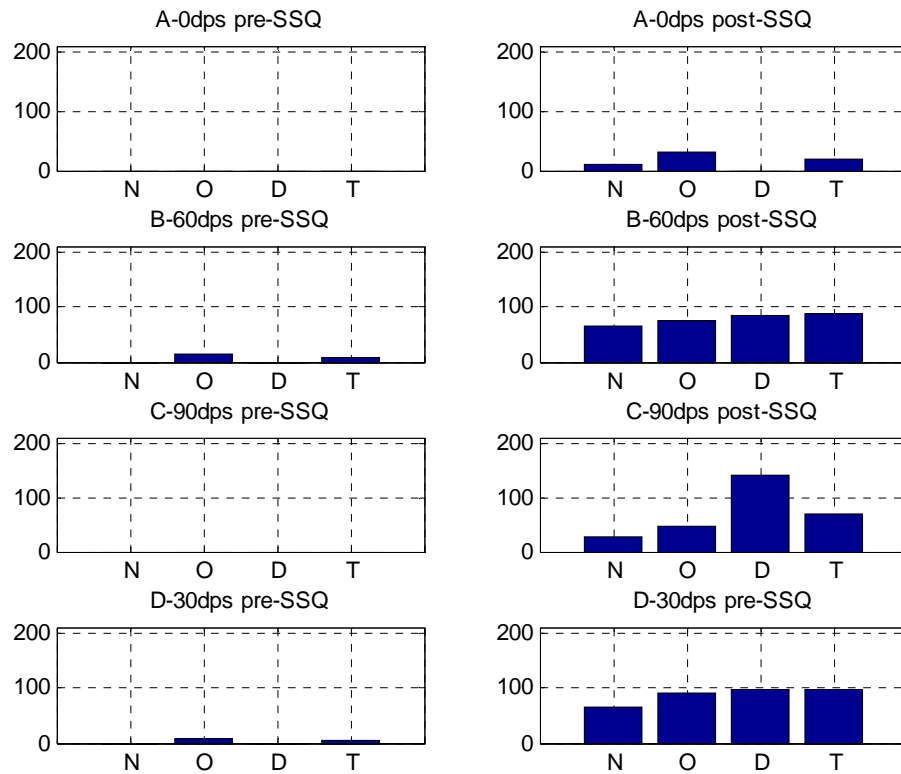 A-0dps pre-SSQ
200
100
0
N O D T
A-0dps post-SSQ
200
100
0
N O D T
B-60dps pre-SSQ
200
100
0
N O D T
B-60dps post-SSQ
200
100
0
N O D T
C-90dps pre-SSQ
200
100
0
N O D T
C-90dps post-SSQ
200
100
0
N O D T
D-30dps pre-SSQ
200
100
0
N O D T
D-30dps pre-SSQ
200
100
0
N O D T